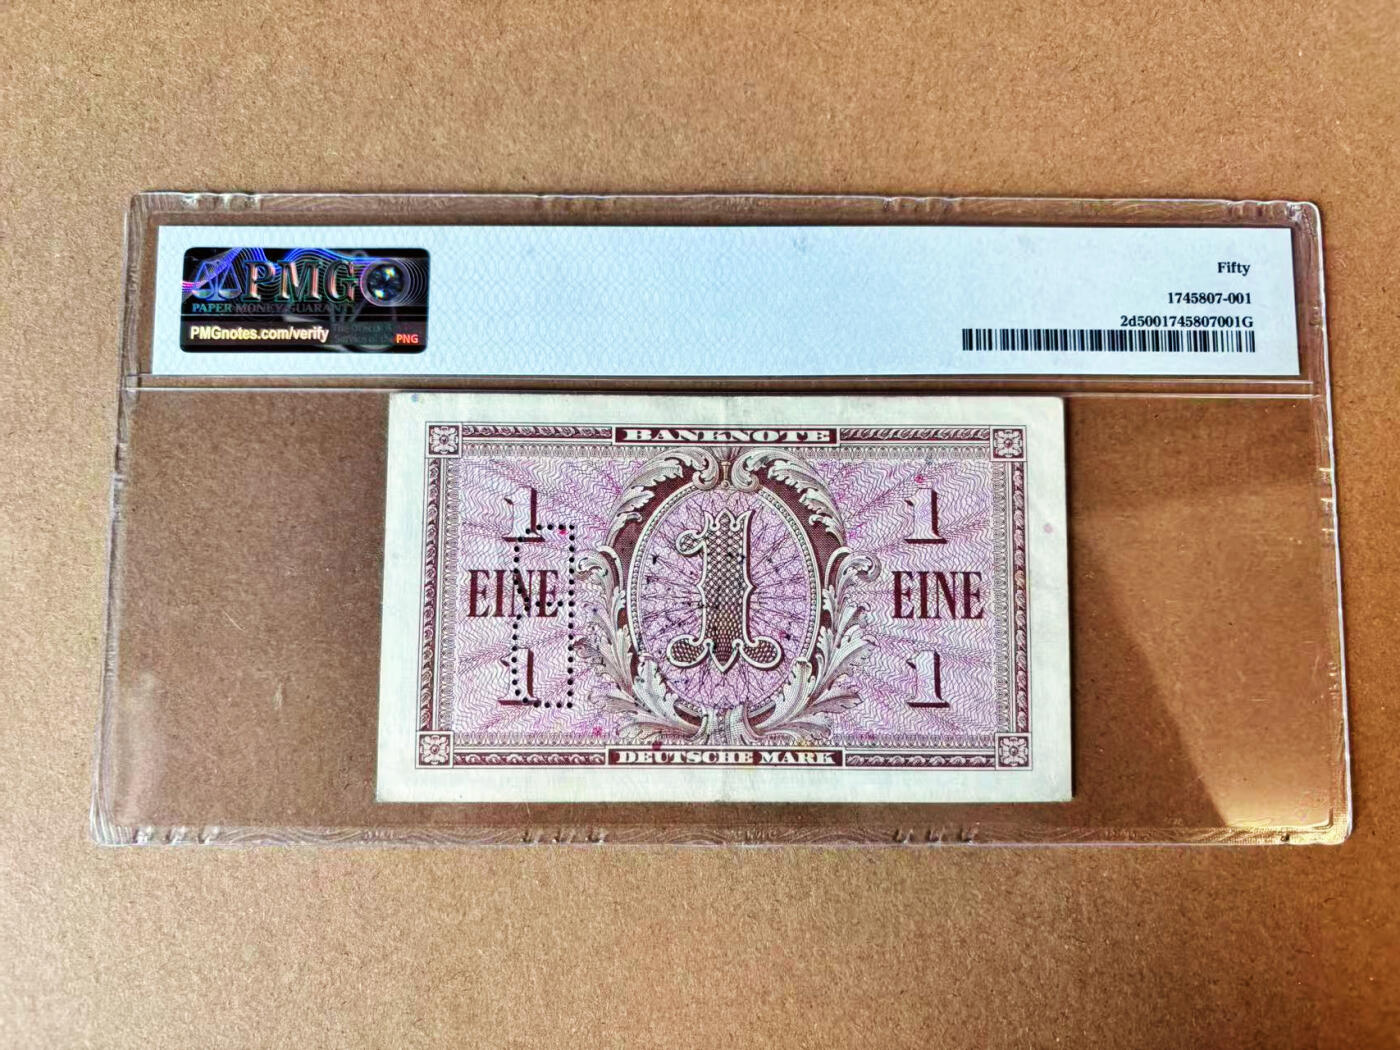 PMG
PAPER MONEY GUARANTY
PMGnotes.com/verify
PNG
Fifty
1745807-001
2d5001745807001G
BANKNOTE
1
1
EINE
1
EINE
1
1
DEUTSCHE MARK